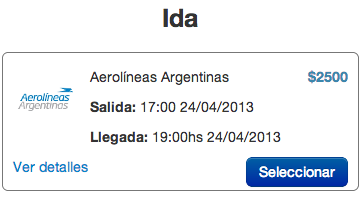 Ida
Aerolíneas Argentinas $2500
Aerolíneas
Argentinas
Salida: 17:00 24/04/2013
Llegada: 19:00hs 24/04/2013
Ver detalles
Seleccionar